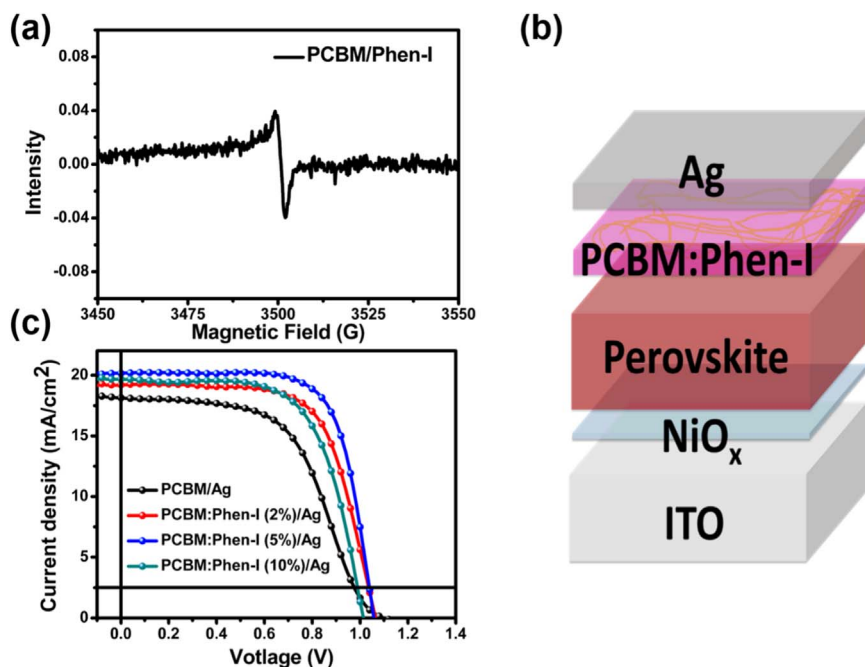 (a)
PCBM/Phen-I
0.08
0.04
0.00
-0.04
-0.08
Intensity
3450 3475 3500 3525 3550
Magnetic Field (G)
(b)
Ag
PCBM:Phen-I
Perovskite
NiOx
ITO
(c)
20
15
10
5
0
Current density (mA/cm²)
PCBM/Ag
PCBM:Phen-I (2%)/Ag
PCBM:Phen-I (5%)/Ag
PCBM:Phen-I (10%)/Ag
0.0 0.2 0.4 0.6 0.8 1.0 1.2 1.4
Votlage (V)